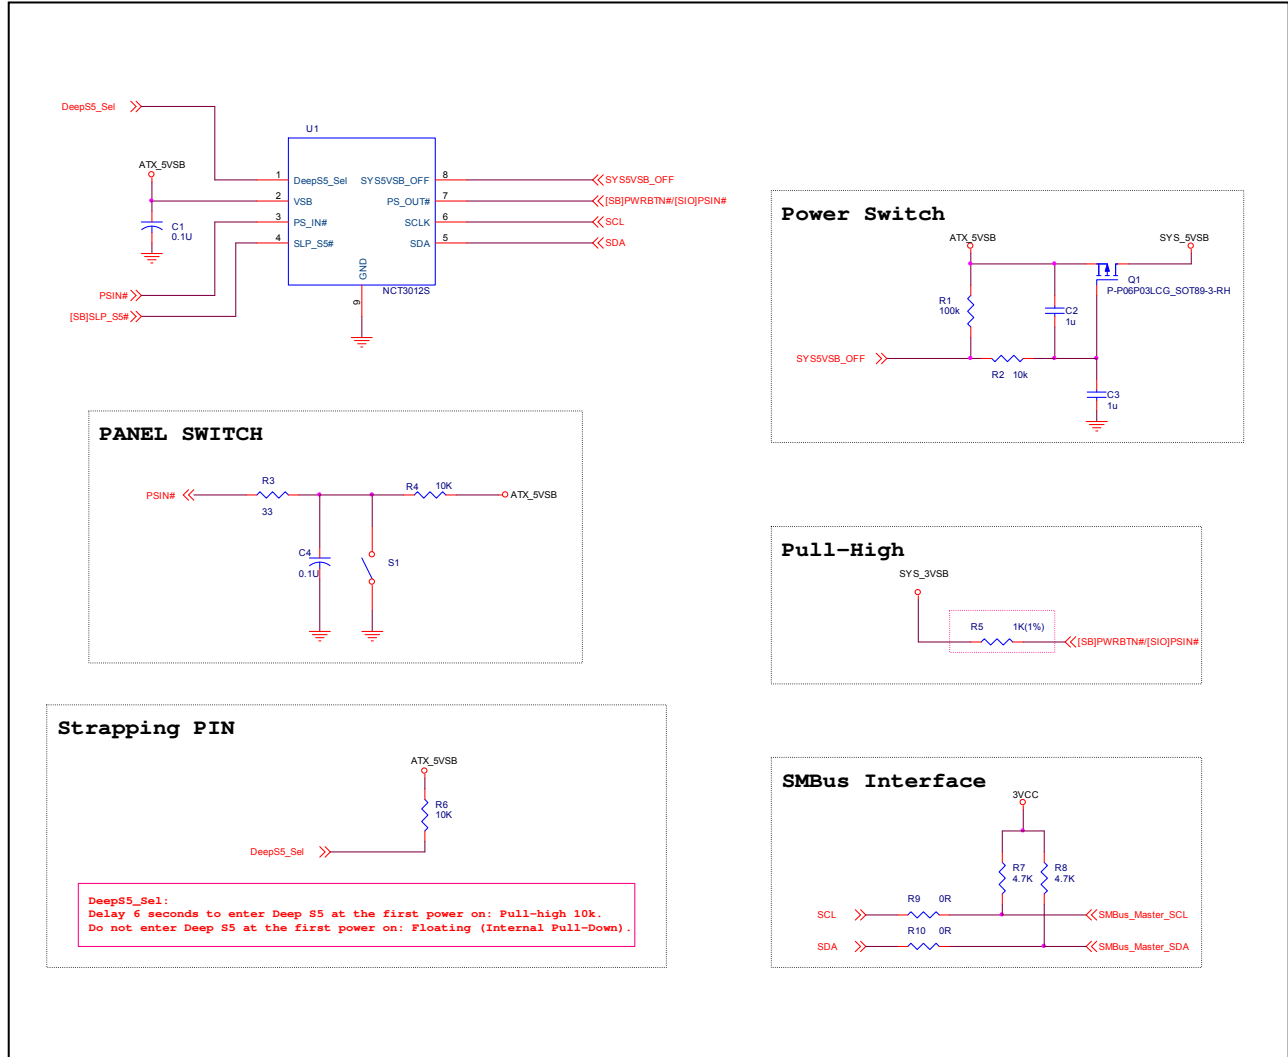 DeepS5_Sel
U1
ATX_5VSB
1 DeepS5_Sel SYS5VSB_OFF 8 SYS5VSB_OFF
2 VSB PS_OUT# 7 [SB]PWRBTN#/[SIO]PSIN#
3 PS_IN# SCLK 6 SCL
4 SLP_S5# SDA 5 SDA
C1
0.1U
GND
NCT3012S
9
PSIN#
[SB]SLP_S5#
Power Switch
ATX_5VSB SYS_5VSB
Q1
P-P06P03LCG_SOT89-3-RH
R1
100k
C2
1u
SYS5VSB_OFF
R2 10k
C3
1u
PANEL SWITCH
R3 R4 10K
PSIN# ATX_5VSB
33
C4
0.1U
S1
Pull-High
SYS_3VSB
R5 1K(1%)
[SB]PWRBTN#/[SIO]PSIN#
Strapping PIN
ATX_5VSB
R6
10K
DeepS5_Sel
DeepS5_Sel:
Delay 6 seconds to enter Deep S5 at the first power on: Pull-high 10k.
Do not enter Deep S5 at the first power on: Floating (Internal Pull-Down).
SMBus Interface
3VCC
R7 R8
4.7K 4.7K
R9 0R
SCL SMBus_Master_SCL
R10 0R
SDA SMBus_Master_SDA